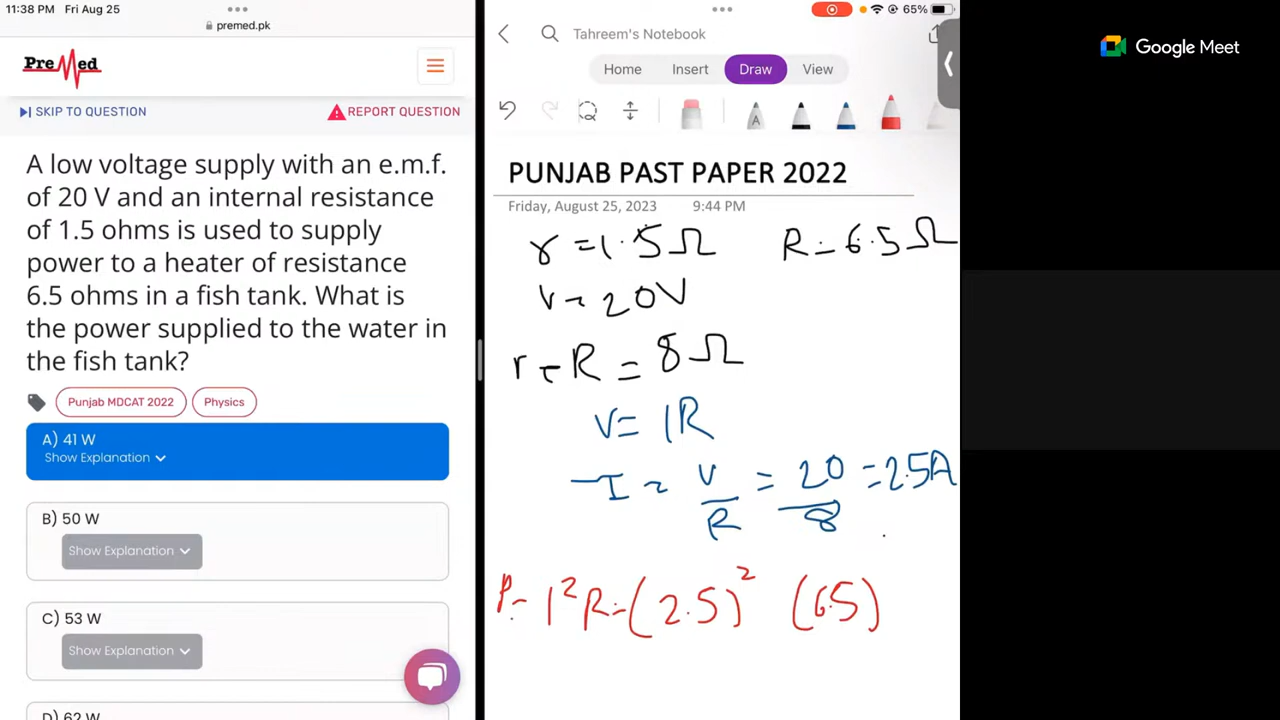 11:38 PM Fri Aug 25
premed.pk
PreMed
SKIP TO QUESTION
REPORT QUESTION
A low voltage supply with an e.m.f.
of 20 V and an internal resistance
of 1.5 ohms is used to supply
power to a heater of resistance
6.5 ohms in a fish tank. What is
the power supplied to the water in
the fish tank?
Punjab MDCAT 2022
Physics
A) 41 W
Show Explanation
B) 50 W
Show Explanation
C) 53 W
Show Explanation
D) 62 W
65%
Tahreem's Notebook
Home Insert Draw View
A
PUNJAB PAST PAPER 2022
Friday, August 25, 2023 9:44 PM
r = 1.5 Ω R = 6.5 Ω
V = 20V
r + R = 8 Ω
V = IR
I = V/R = 20/8 = 2.5A
P = I²R = (2.5)² (6.5)
Google Meet